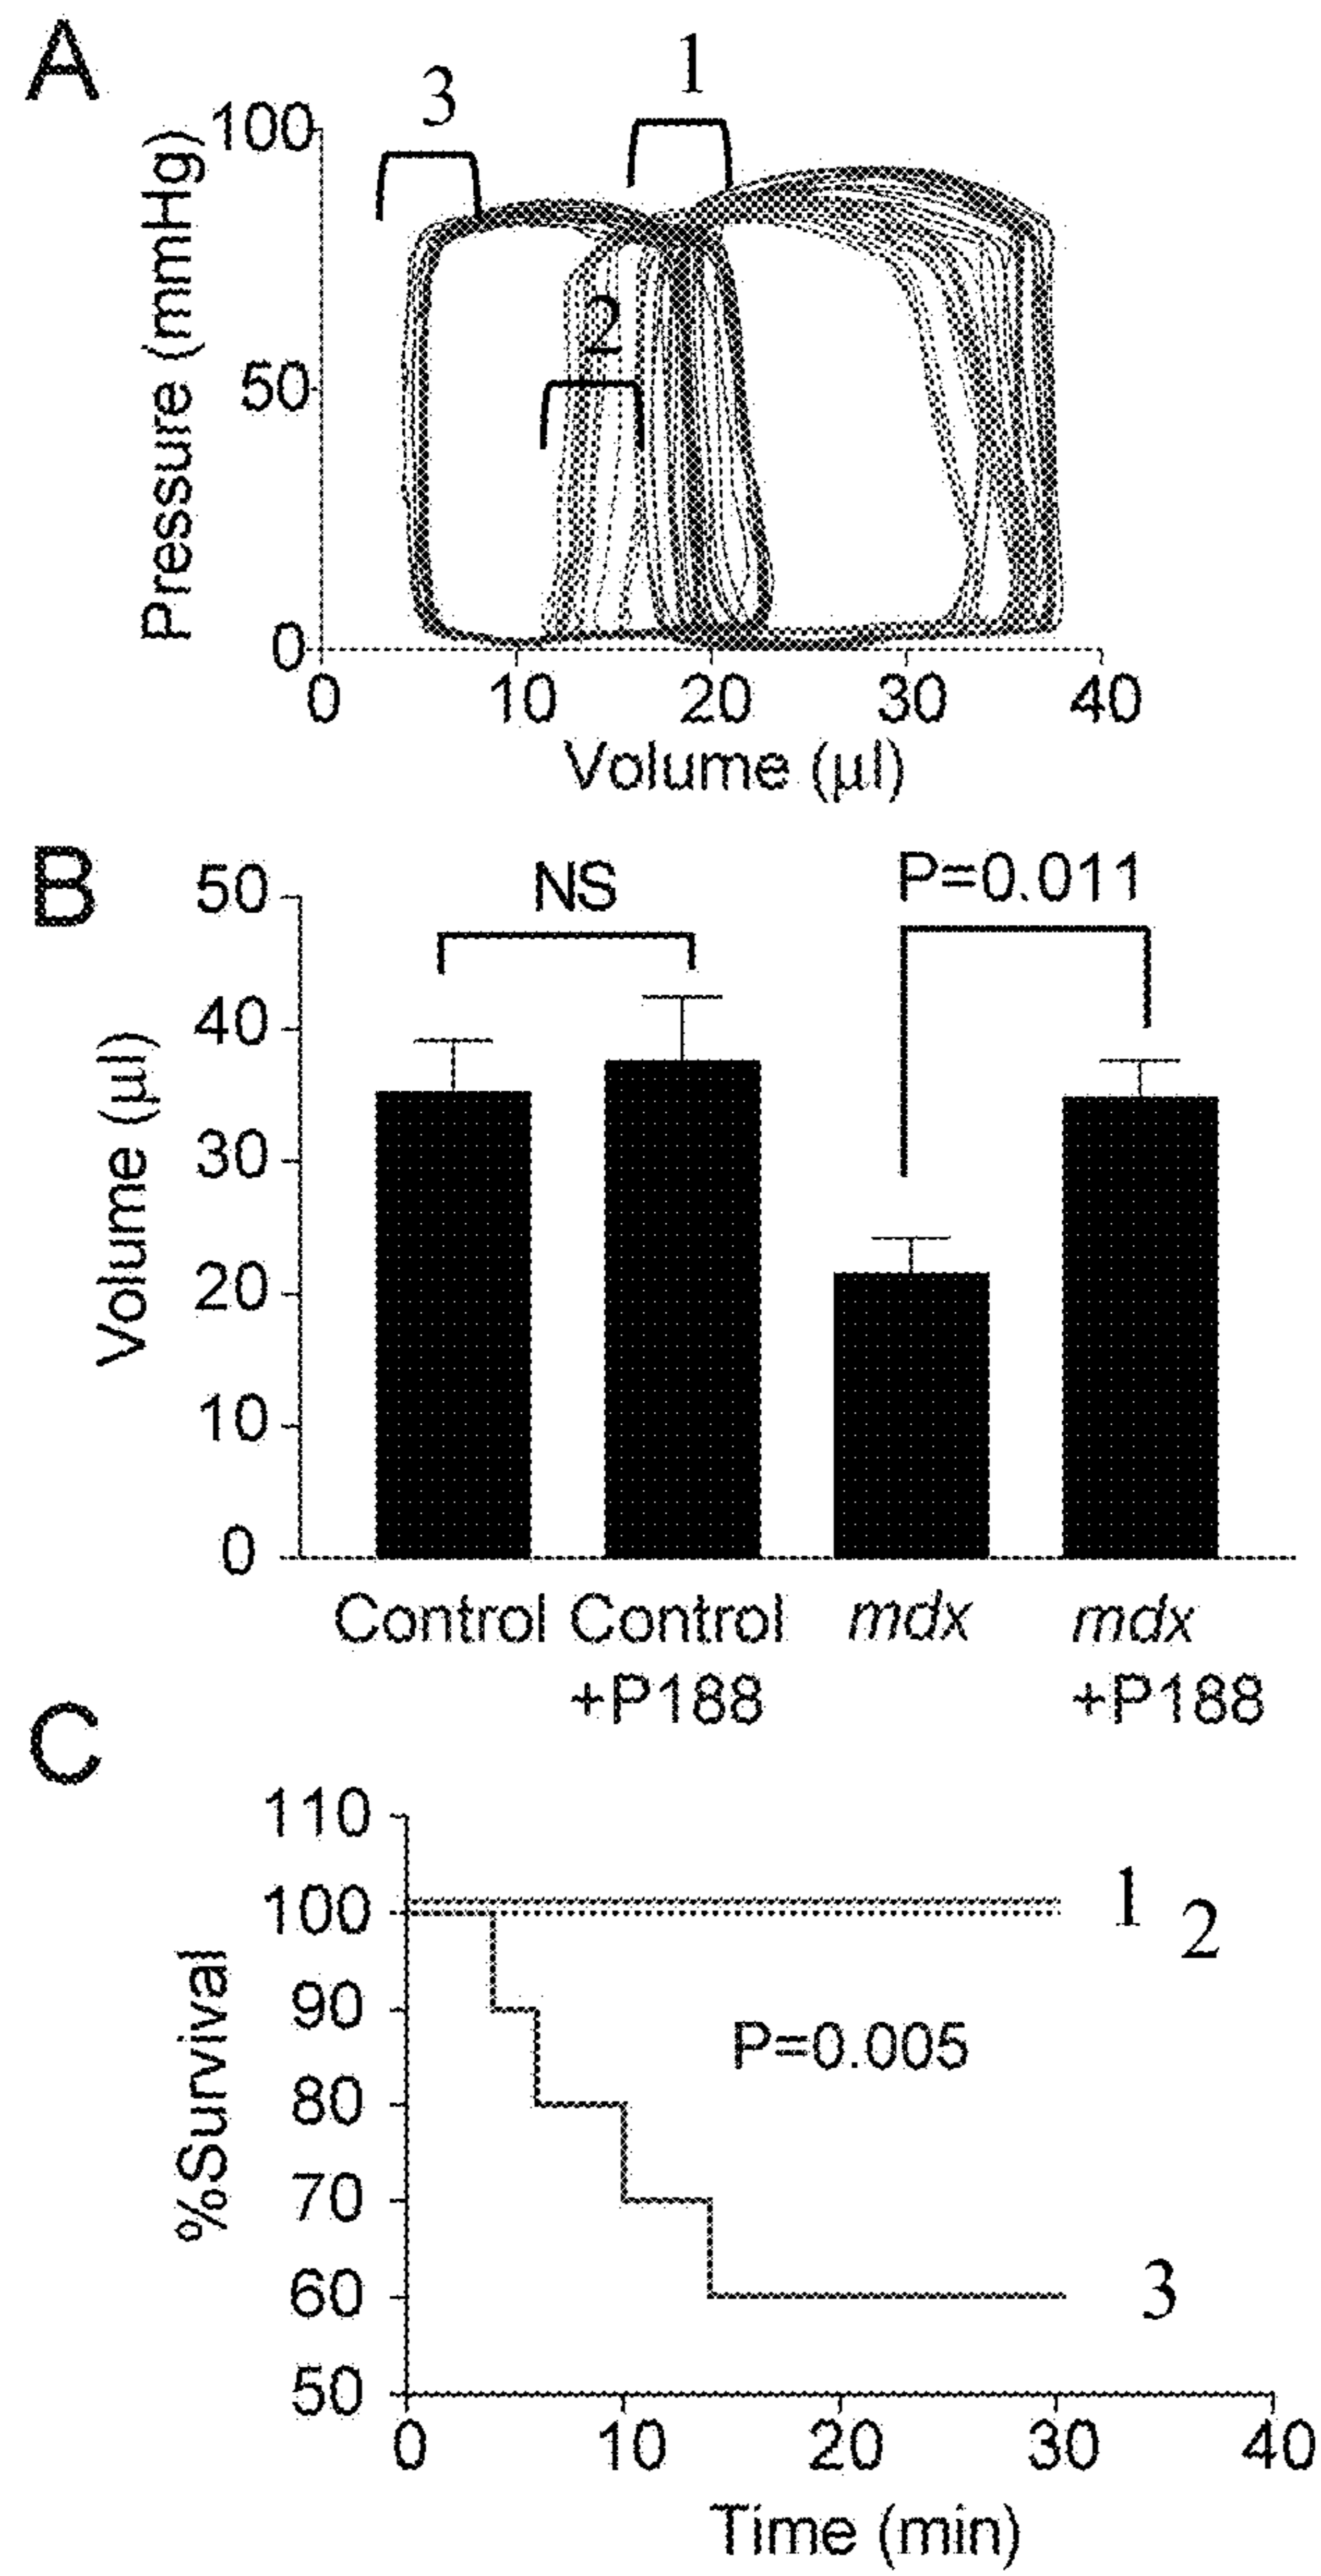 A
3 1
100
2
50
0
0 10 20 30 40
Pressure (mmHg)
Volume (µl)
B
NS P=0.011
50
40
30
20
10
0
Volume (µl)
Control Control mdx mdx
+P188 +P188
C
110
100
90
80
70
60
50
1 2
P=0.005
3
%Survival
0 10 20 30 40
Time (min)